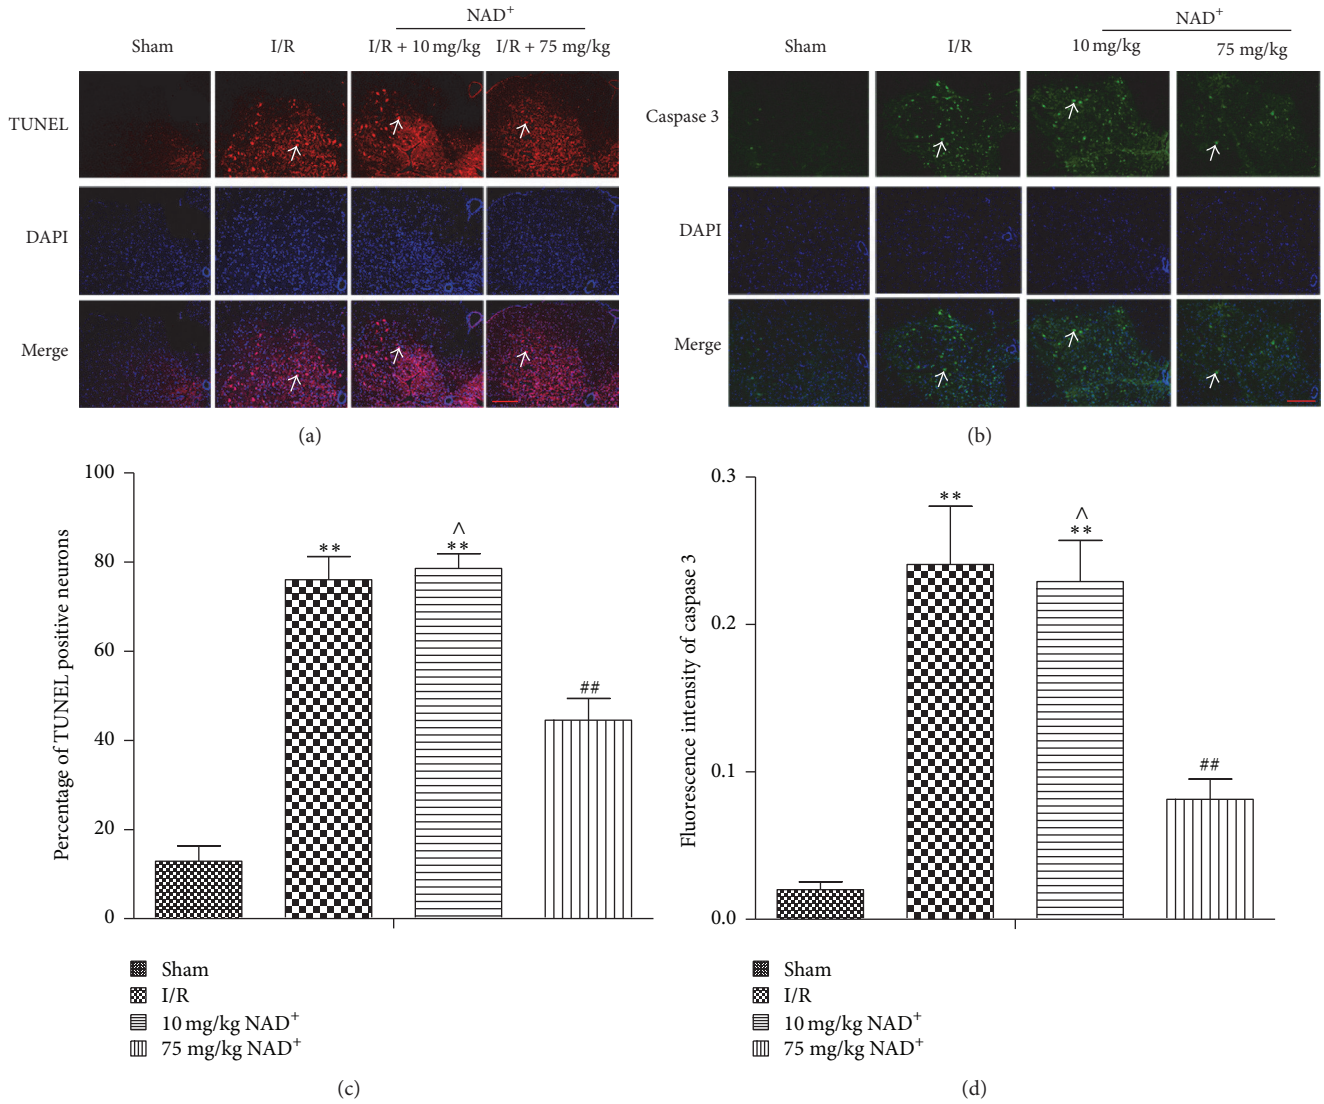 NAD+
Sham I/R I/R + 10 mg/kg I/R + 75 mg/kg
TUNEL
DAPI
Merge
(a)
NAD+
Sham I/R 10 mg/kg 75 mg/kg
Caspase 3
DAPI
Merge
(b)
Percentage of TUNEL positive neurons
100
80
60
40
20
0
**
^
**
##
Sham
I/R
10 mg/kg NAD+
75 mg/kg NAD+
(c)
Fluorescence intensity of caspase 3
0.3
0.2
0.1
0.0
**
^
**
##
Sham
I/R
10 mg/kg NAD+
75 mg/kg NAD+
(d)